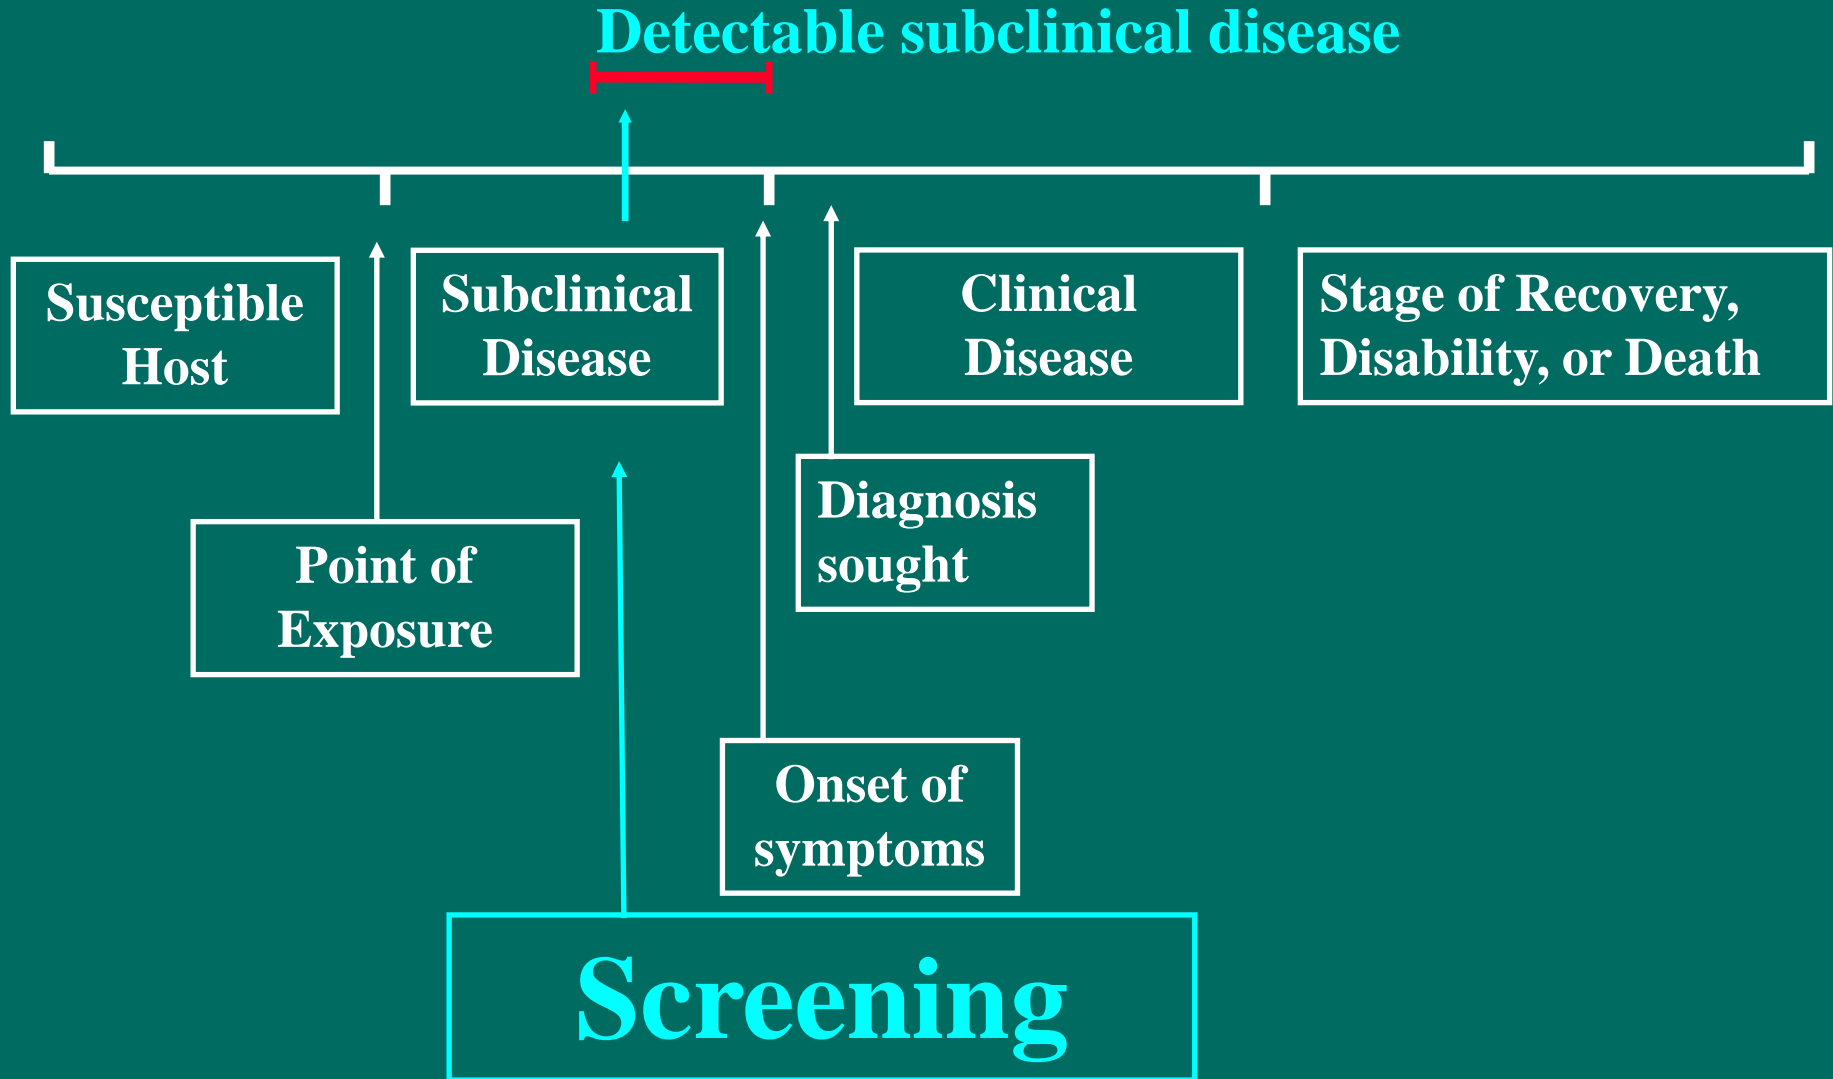 Detectable subclinical disease
Susceptible
Host
Subclinical
Disease
Clinical
Disease
Stage of Recovery,
Disability, or Death
Point of
Exposure
Diagnosis
sought
Onset of
symptoms
Screening